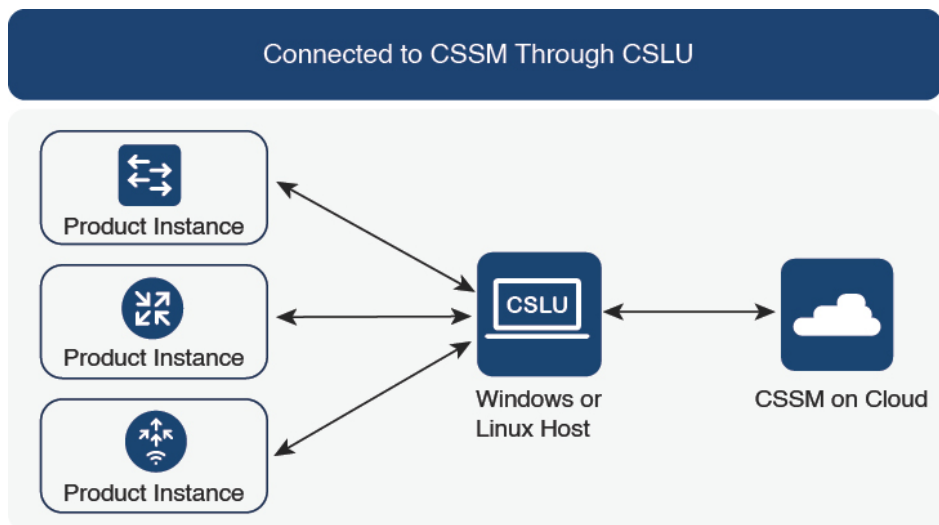 Connected to CSSM Through CSLU
Product Instance
Product Instance
Product Instance
CSLU
Windows or
Linux Host
CSSM on Cloud